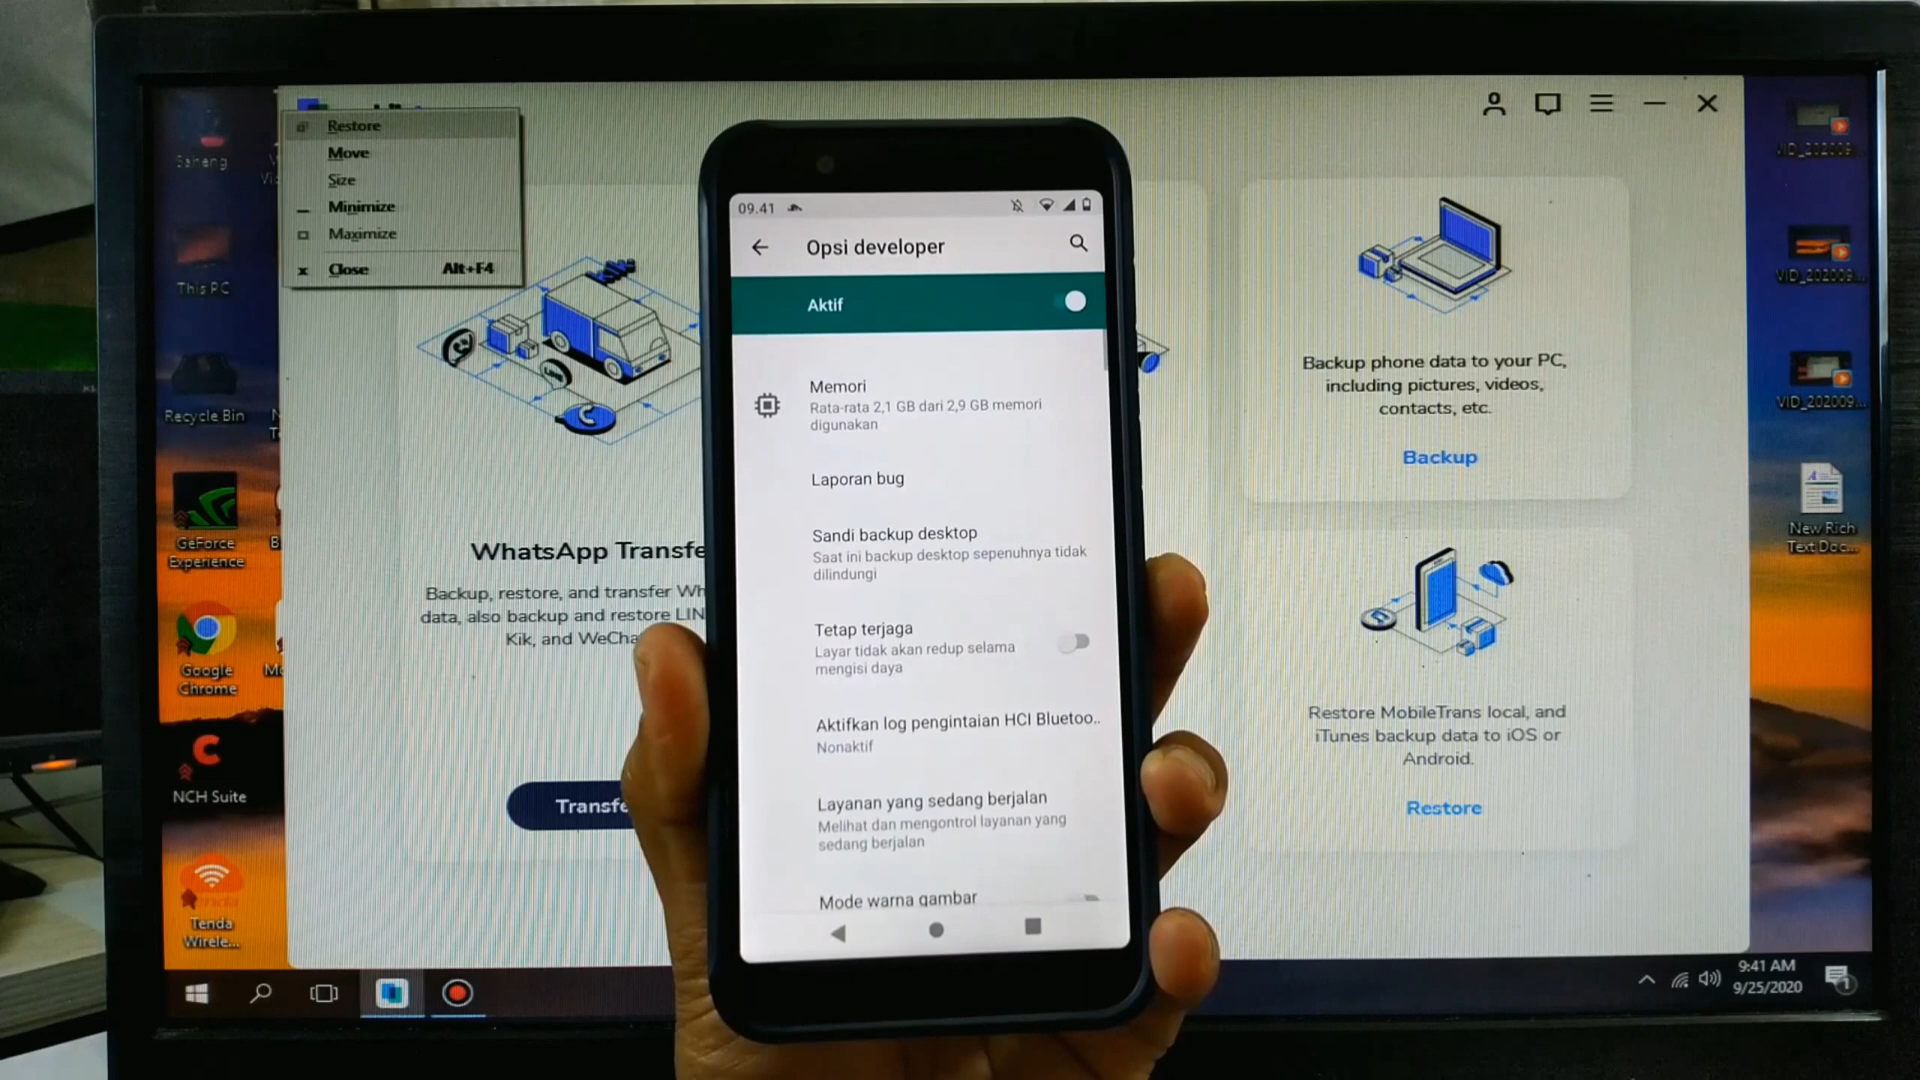 Restore
Move
Size
Minimize
Maximize
Close Alt+F4
Saheng
This PC
Recycle Bin
GeForce
Experience
Google
Chrome
NCH Suite
Tenda
Wirele...
WhatsApp Transfe
Backup, restore, and transfer Wh
data, also backup and restore LIN
Kik, and WeCha
Transfe
09.41
Opsi developer
Aktif
Memori
Rata-rata 2,1 GB dari 2,9 GB memori
digunakan
Laporan bug
Sandi backup desktop
Saat ini backup desktop sepenuhnya tidak
dilindungi
Tetap terjaga
Layar tidak akan redup selama
mengisi daya
Aktifkan log pengintaian HCI Bluetoo..
Nonaktif
Layanan yang sedang berjalan
Melihat dan mengontrol layanan yang
sedang berjalan
Mode warna gambar
Backup phone data to your PC,
including pictures, videos,
contacts, etc.
Backup
Restore MobileTrans local, and
iTunes backup data to iOS or
Android.
Restore
VID_202009...
VID_202009...
VID_202009...
New Rich
Text Doc...
9:41 AM
9/25/2020
1